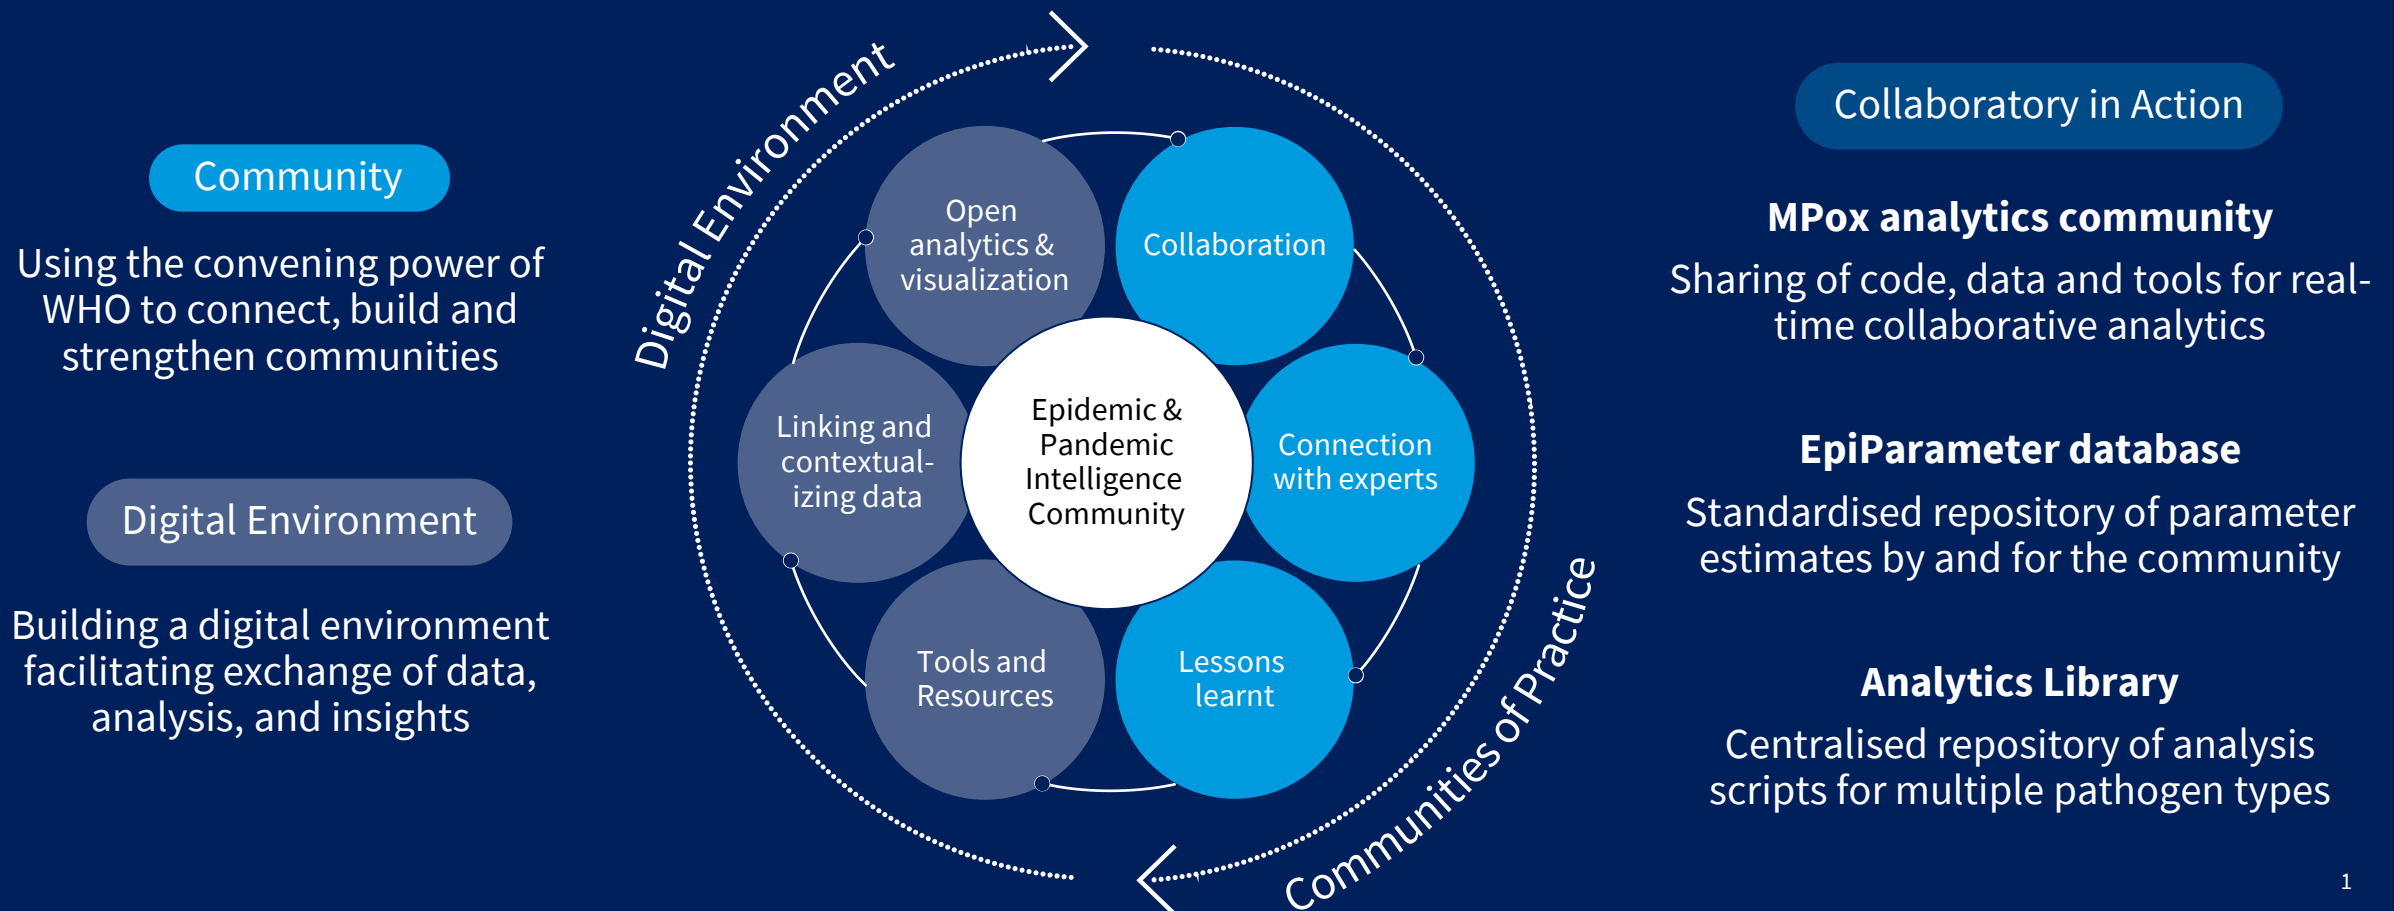 Community
Using the convening power of
WHO to connect, build and
strengthen communities
Digital Environment
Building a digital environment
facilitating exchange of data,
analysis, and insights
Digital Environment
Open
analytics &
visualization
Collaboration
Linking and
contextual-
izing data
Epidemic &
Pandemic
Intelligence
Community
Connection
with experts
Tools and
Resources
Lessons
learnt
Communities of Practice
Collaboratory in Action
MPox analytics community
Sharing of code, data and tools for real-
time collaborative analytics
EpiParameter database
Standardised repository of parameter
estimates by and for the community
Analytics Library
Centralised repository of analysis
scripts for multiple pathogen types
1